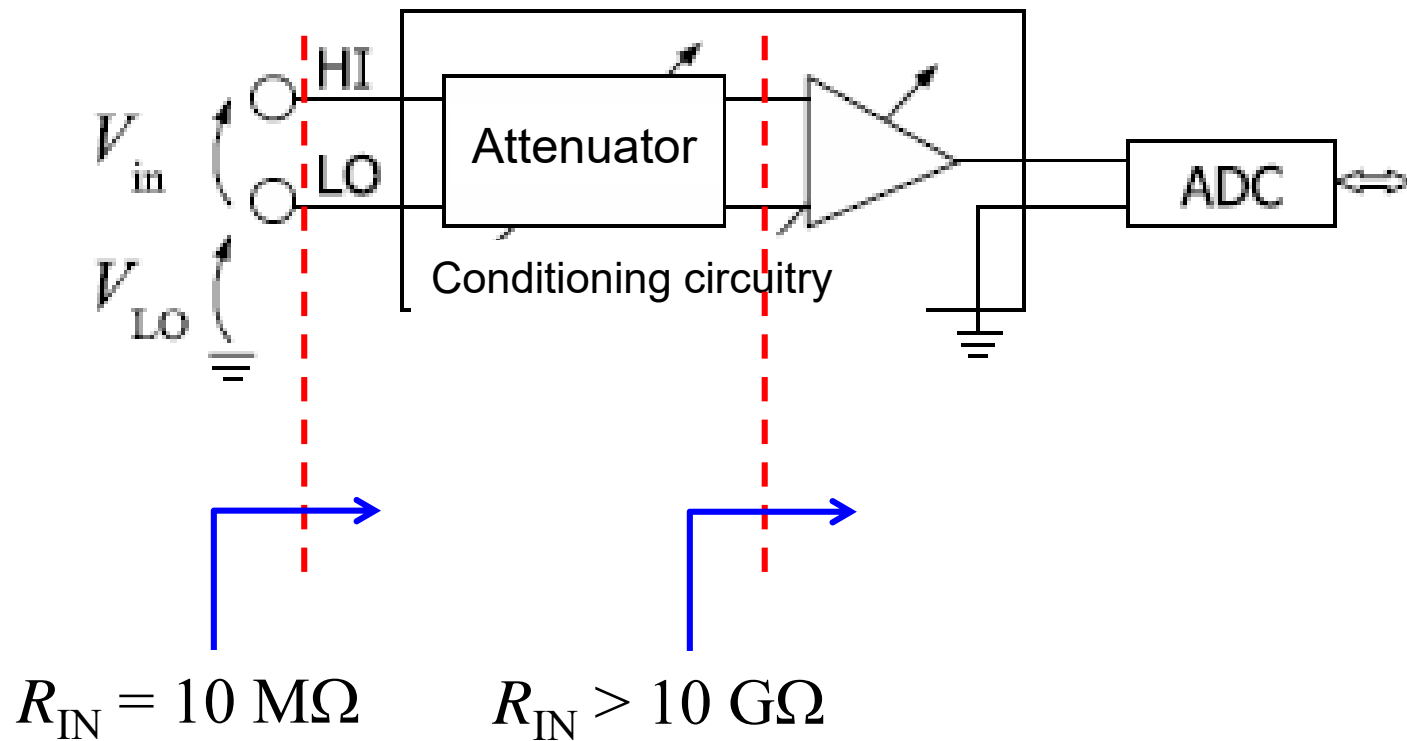 HI
V in
Attenuator
LO
ADC
V LO
Conditioning circuitry
R IN = 10 MΩ
R IN > 10 GΩ